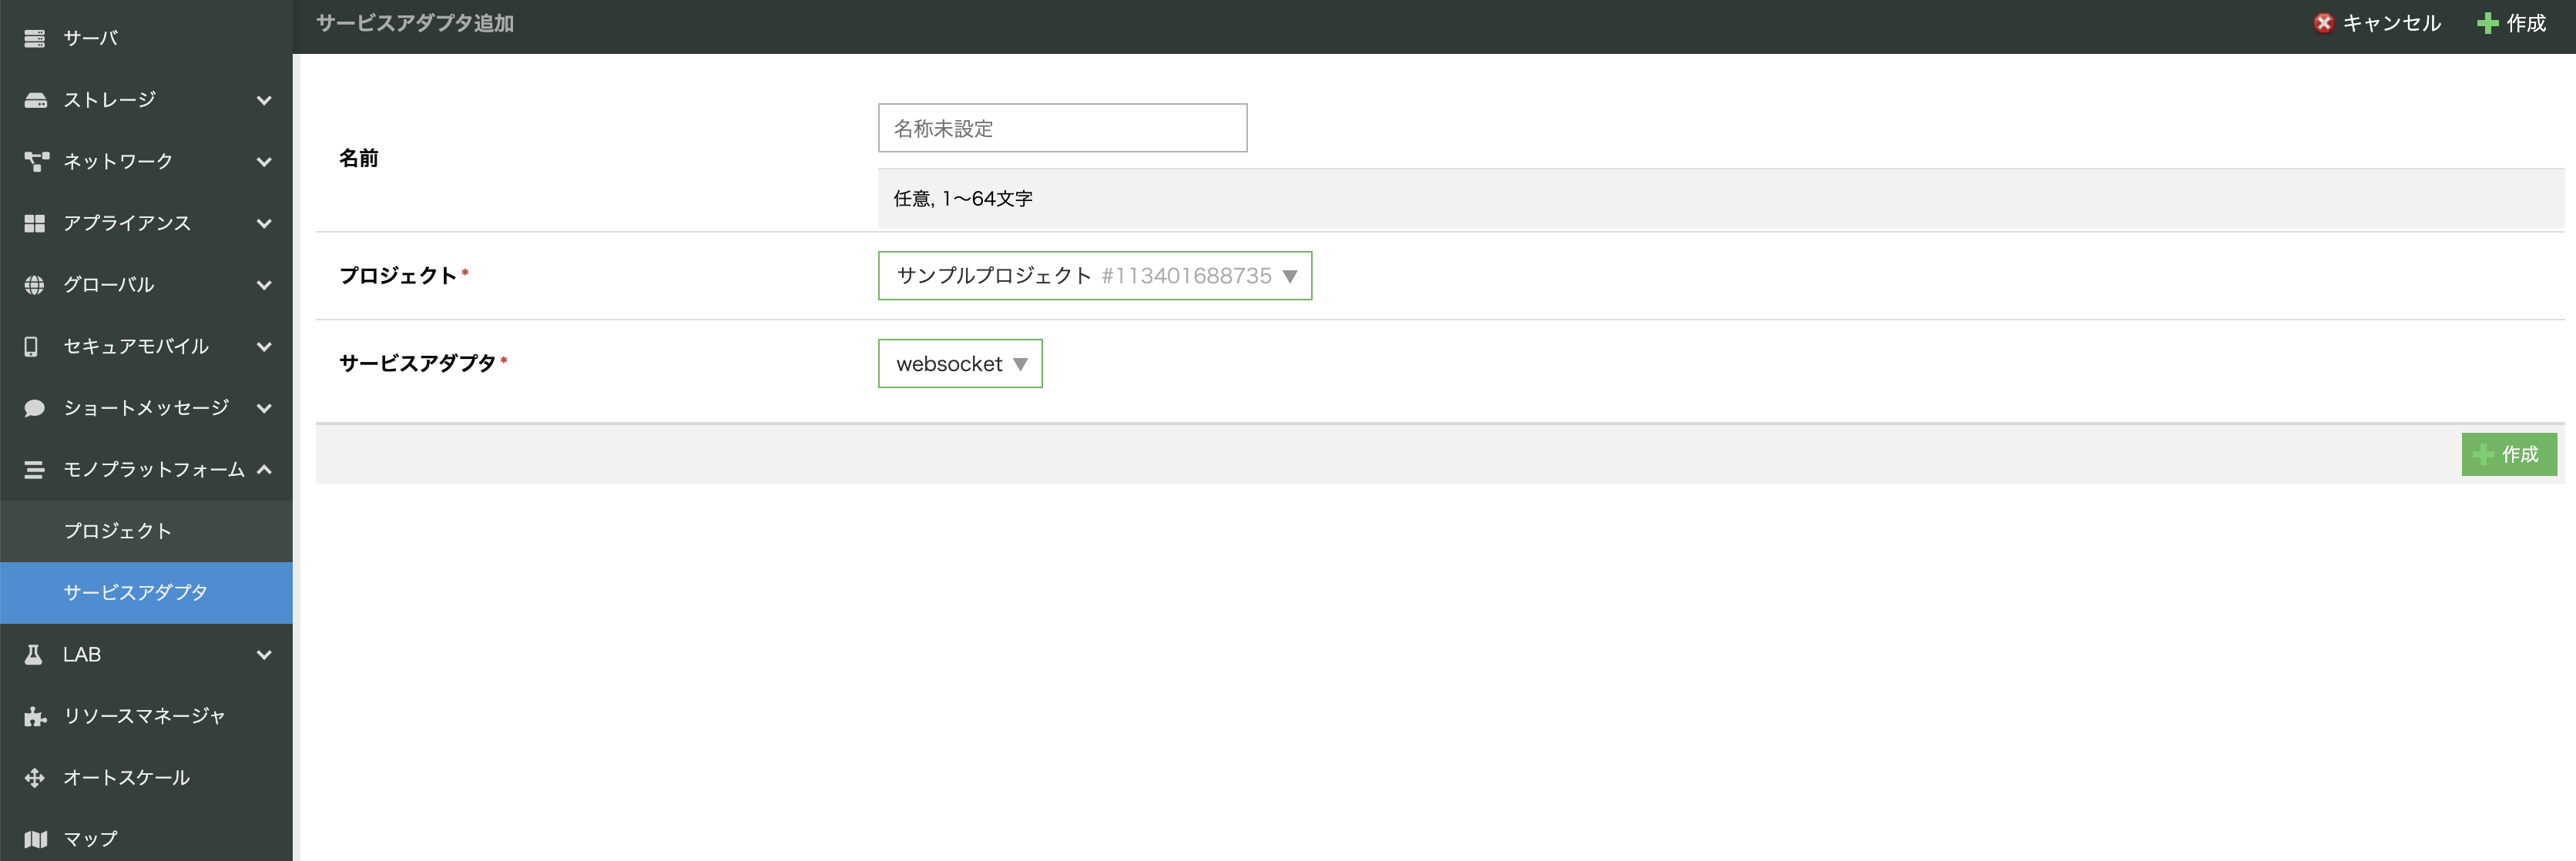 サーバ
ストレージ
ネットワーク
アプライアンス
グローバル
セキュアモバイル
ショートメッセージ
モノプラットフォーム
プロジェクト
サービスアダプタ
LAB
リソースマネージャ
オートスケール
マップ
サービスアダプタ追加
キャンセル 作成
名前
名称未設定
任意, 1〜64文字
プロジェクト* サンプルプロジェクト #113401688735 ▼
サービスアダプタ* websocket ▼
作成